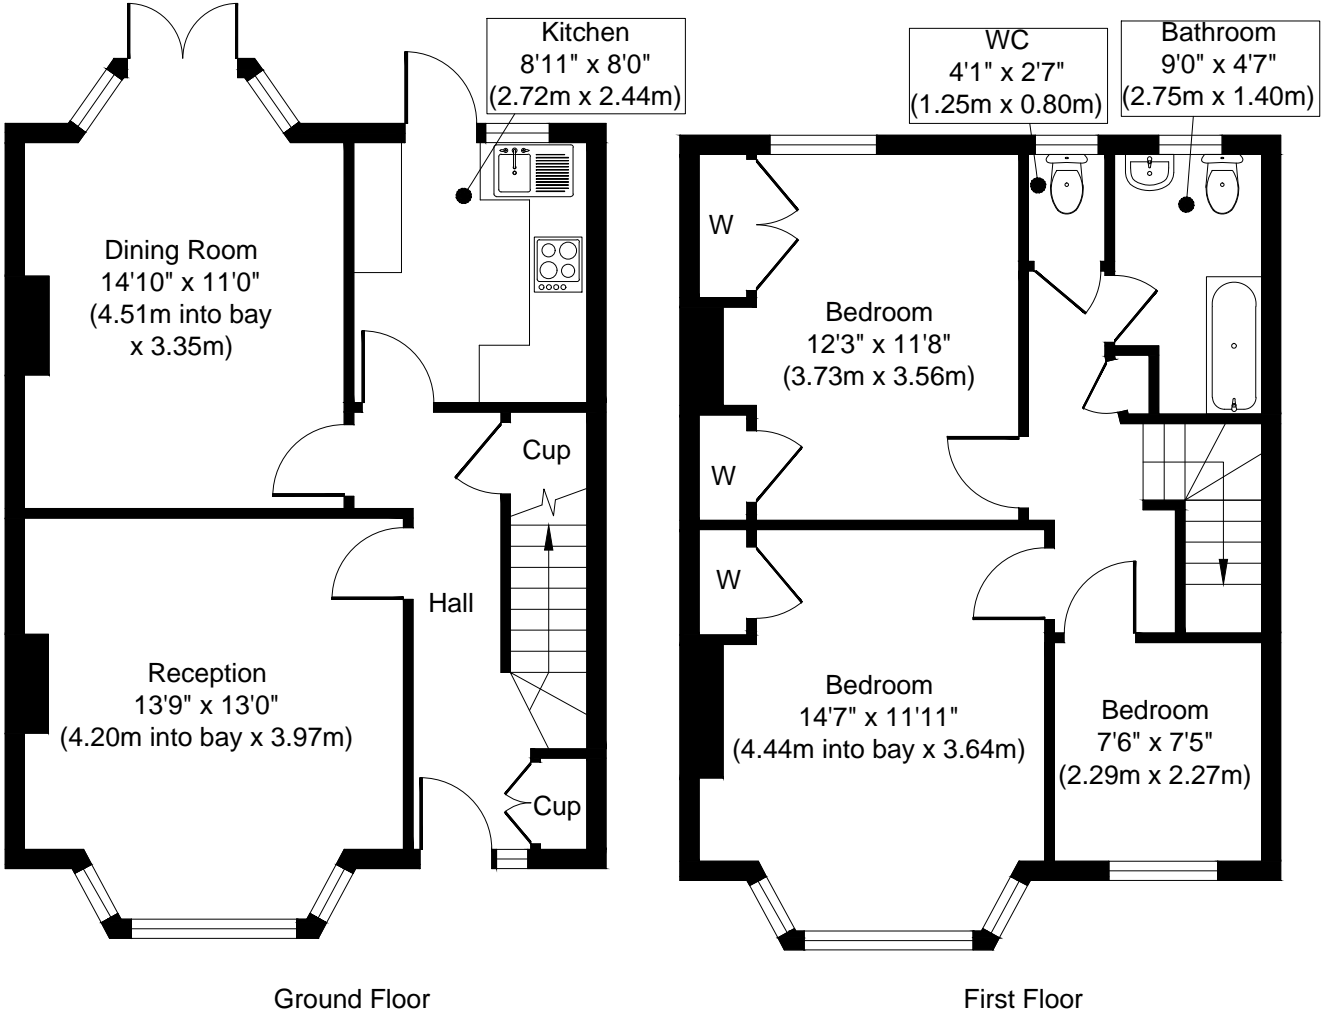 Kitchen
8'11" x 8'0"
(2.72m x 2.44m)
Dining Room
14'10" x 11'0"
(4.51m into bay
x 3.35m)
Cup
Hall
Reception
13'9" x 13'0"
(4.20m into bay x 3.97m)
Cup
Ground Floor
WC
4'1" x 2'7"
(1.25m x 0.80m)
Bathroom
9'0" x 4'7"
(2.75m x 1.40m)
W
Bedroom
12'3" x 11'8"
(3.73m x 3.56m)
W
W
Bedroom
14'7" x 11'11"
(4.44m into bay x 3.64m)
Bedroom
7'6" x 7'5"
(2.29m x 2.27m)
First Floor